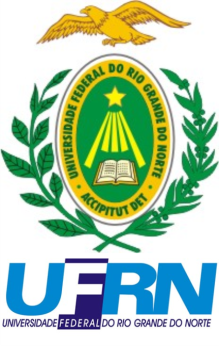 UNIVERSIDADE FEDERAL DO RIO GRANDE DO NORTE
• ACCIPITUT DET •
UFRN
UNIVERSIDADE FEDERAL DO RIO GRANDE DO NORTE